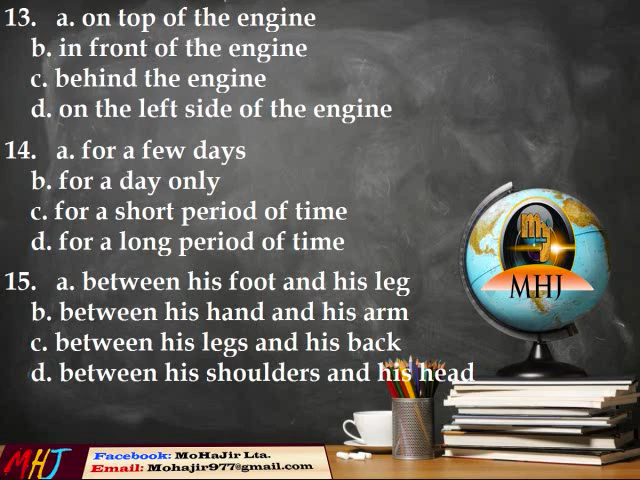 13. a. on top of the engine
b. in front of the engine
c. behind the engine
d. on the left side of the engine
14. a. for a few days
b. for a day only
c. for a short period of time
d. for a long period of time
15. a. between his foot and his leg
b. between his hand and his arm
c. between his legs and his back
d. between his shoulders and his head
MHJ
MHJ
Facebook: MoHaJir Lta.
Email: Mohajir977@gmail.com